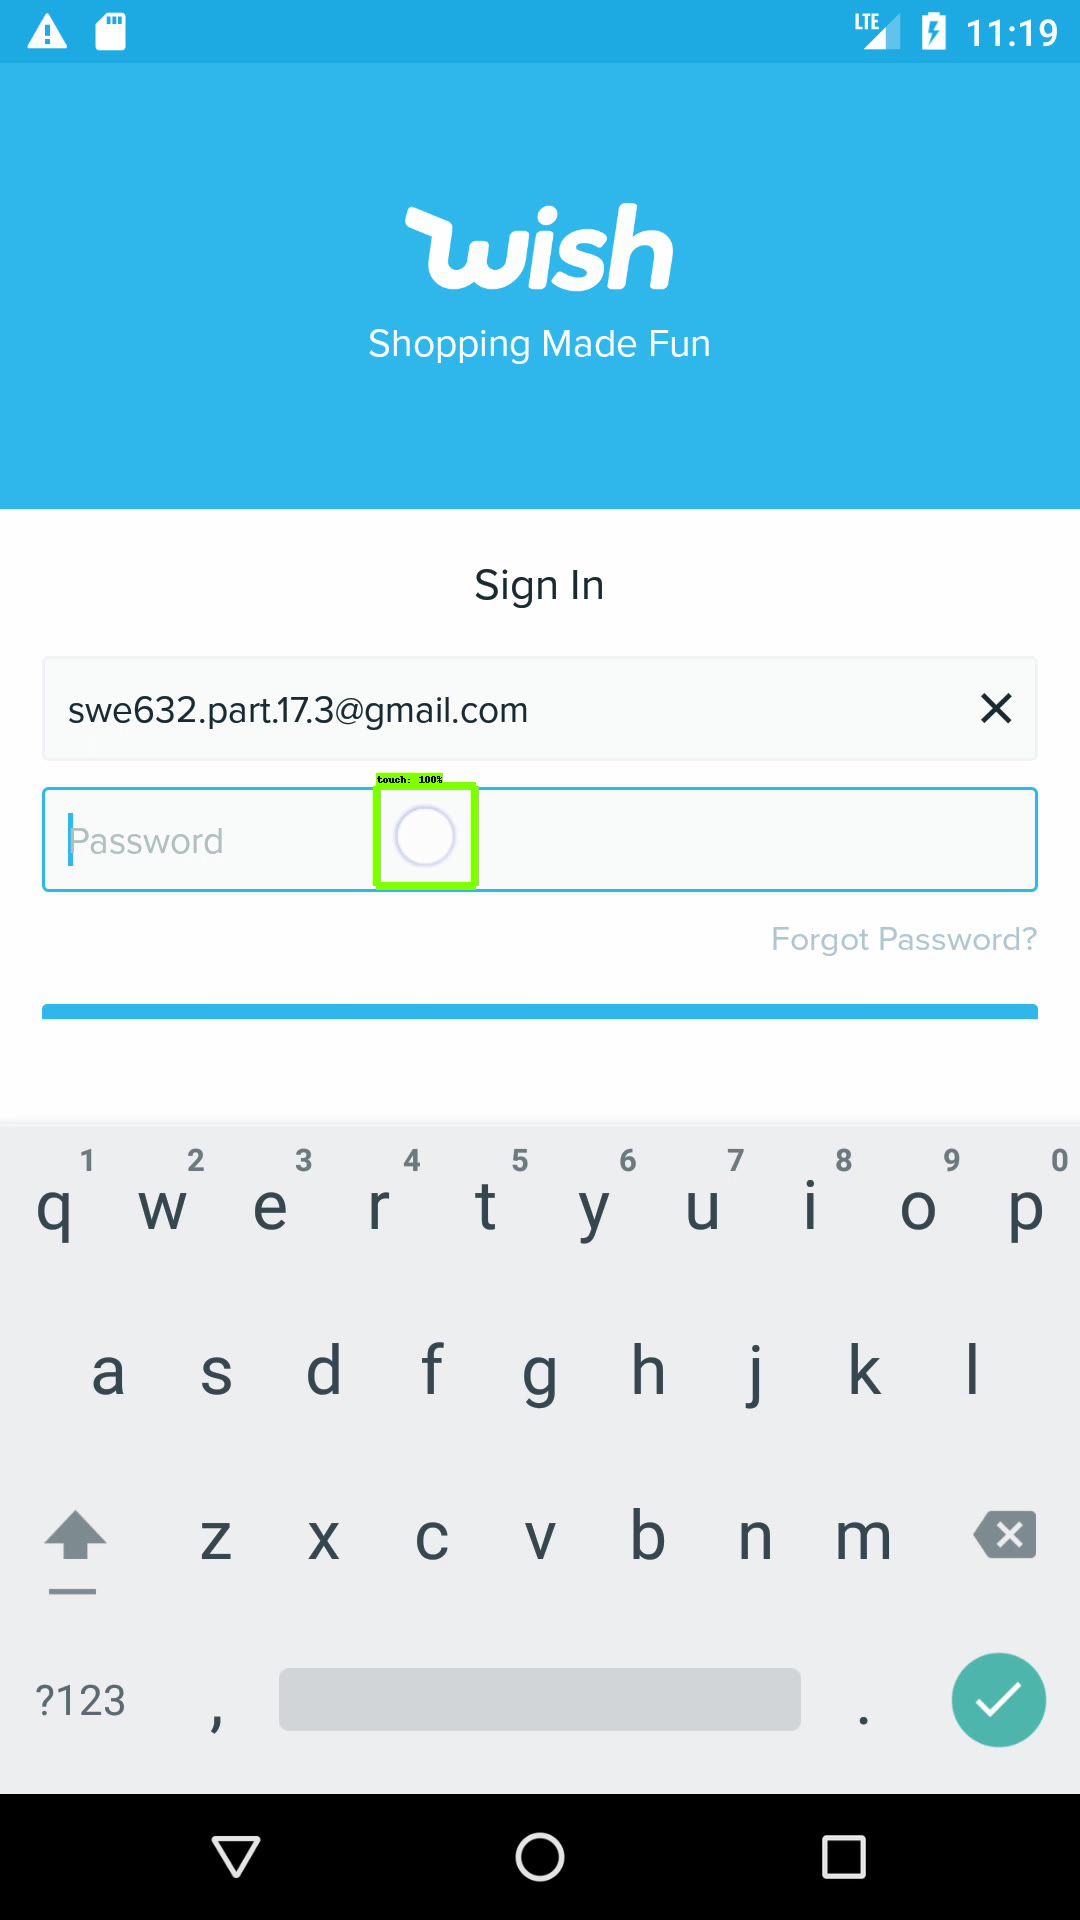 LTE 11:19
wish
Shopping Made Fun
Sign In
swe632.part.17.3@gmail.com
touch: 100%
Password
Forgot Password?
1 2 3 4 5 6 7 8 9 0
q w e r t y u i o p
a s d f g h j k l
z x c v b n m
?123 , .